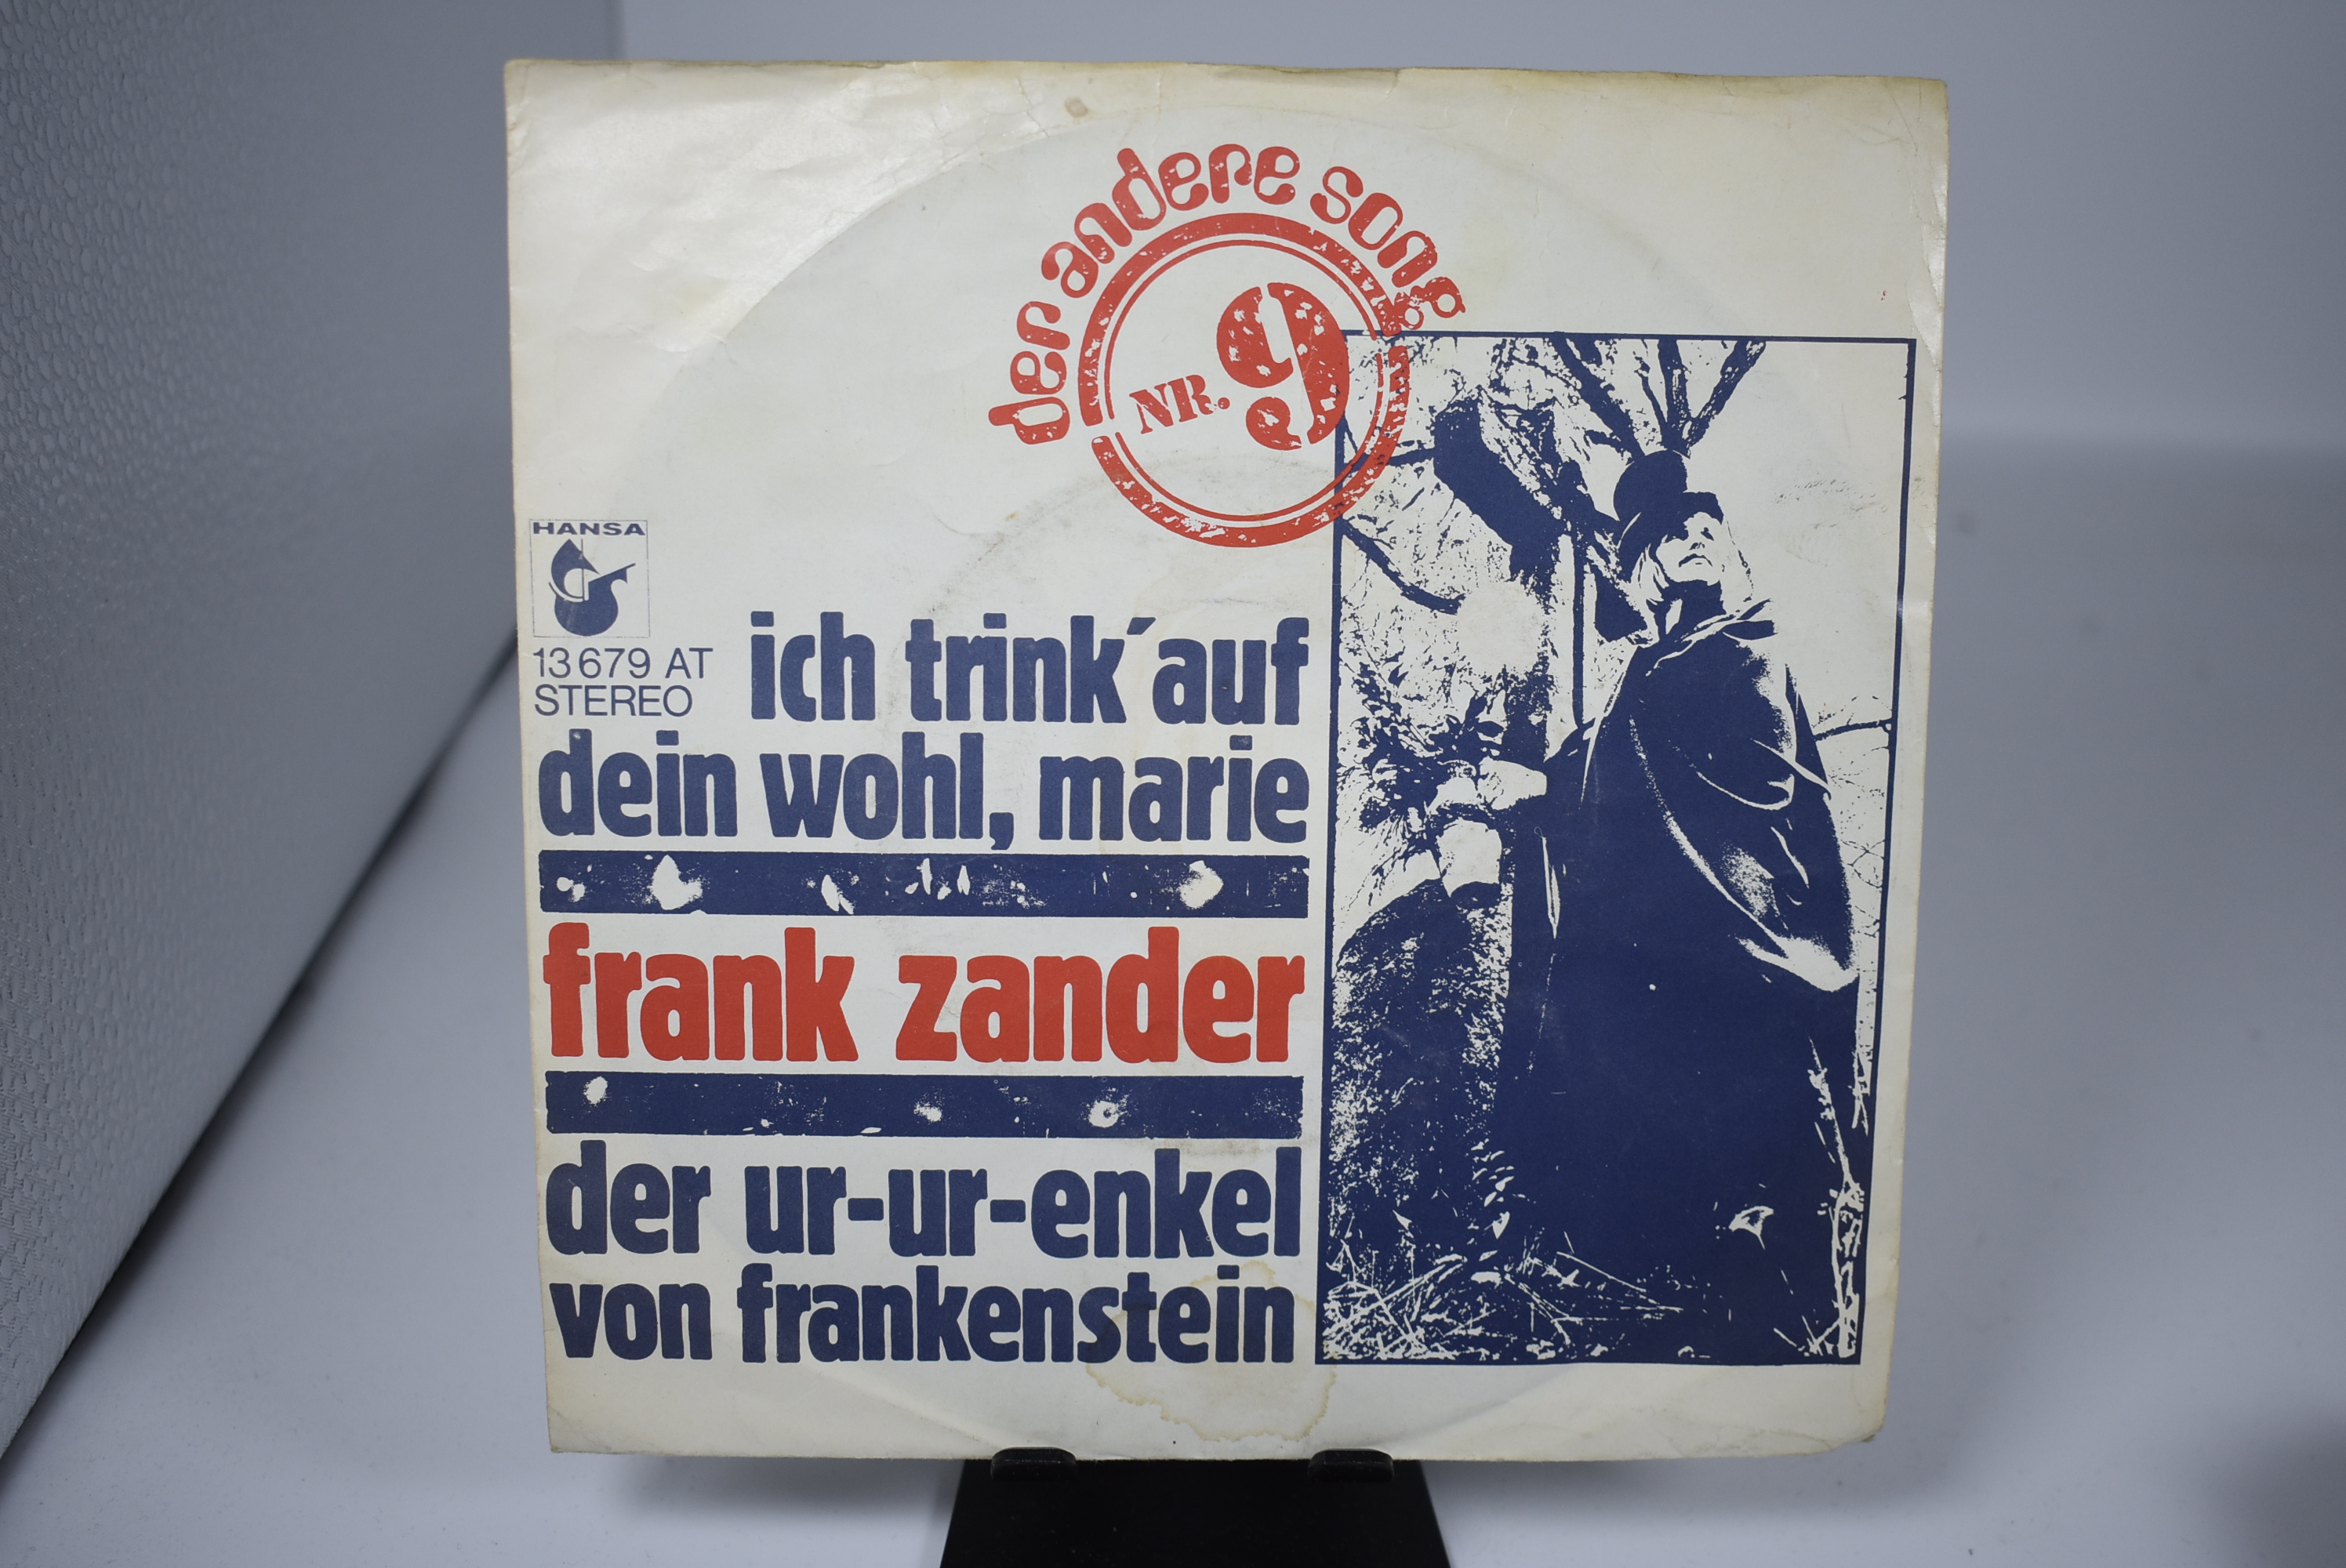 der andere song
NR. 9
HANSA
13 679 AT
STEREO
ich trink´auf
dein wohl, marie
frank zander
der ur-ur-enkel
von frankenstein